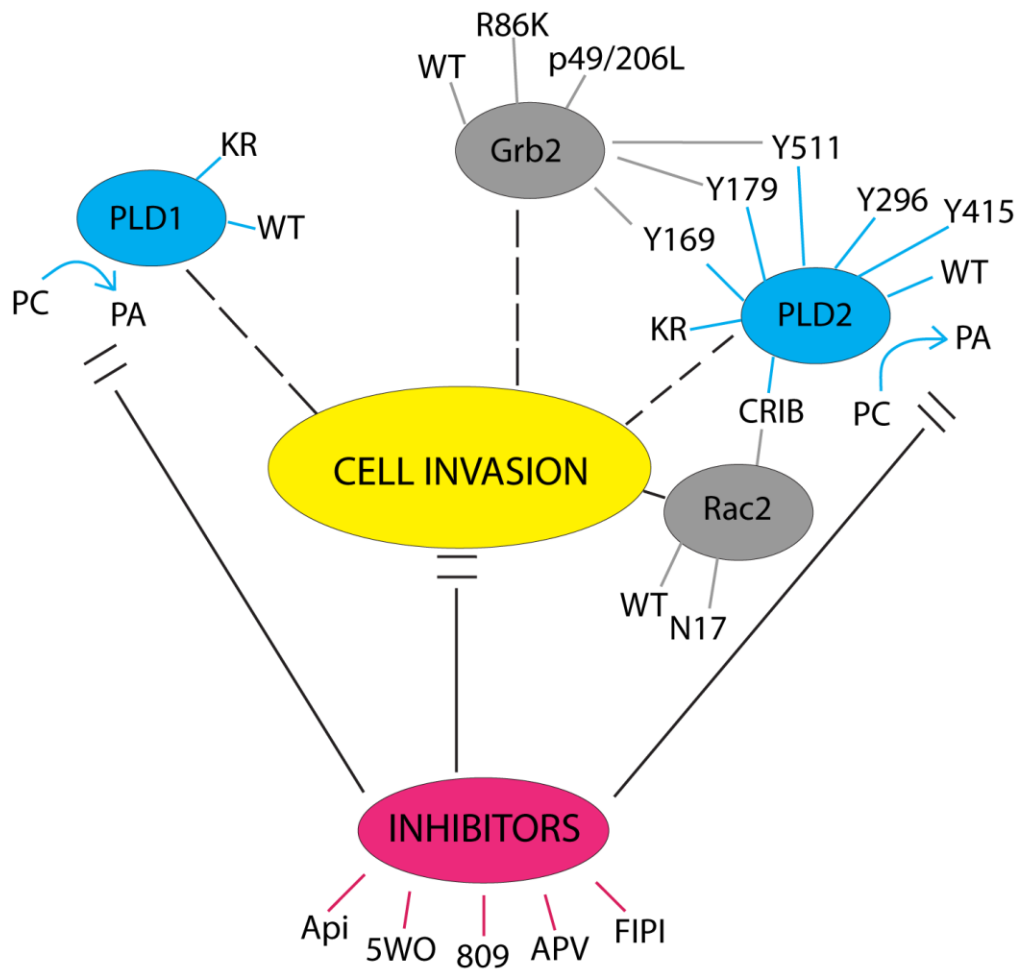 R86K
WT
p49/206L
Grb2
KR
PLD1
WT
PC
PA
Y511
Y179
Y296
Y415
Y169
WT
KR
PLD2
PA
CRIB
PC
CELL INVASION
Rac2
WT
N17
INHIBITORS
Api
5WO
809
APV
FIPI